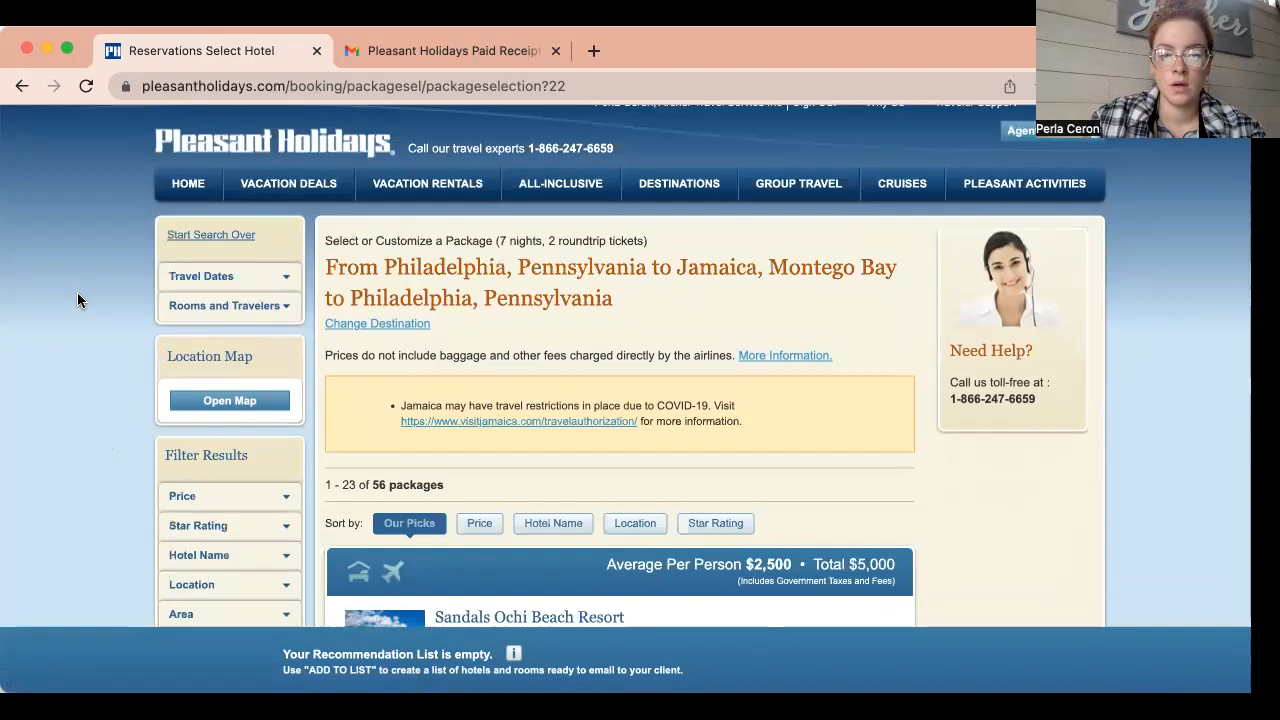 Reservations Select Hotel
Pleasant Holidays Paid Receipt
pleasantholidays.com/booking/packagesel/packageselection?22
Perla Ceron
Pleasant Holidays.
Call our travel experts 1-866-247-6659
Agen
HOME
VACATION DEALS
VACATION RENTALS
ALL-INCLUSIVE
DESTINATIONS
GROUP TRAVEL
CRUISES
PLEASANT ACTIVITIES
Start Search Over
Travel Dates
Rooms and Travelers
Location Map
Open Map
Filter Results
Price
Star Rating
Hotel Name
Location
Area
Select or Customize a Package (7 nights, 2 roundtrip tickets)
From Philadelphia, Pennsylvania to Jamaica, Montego Bay
to Philadelphia, Pennsylvania
Change Destination
Prices do not include baggage and other fees charged directly by the airlines. More Information.
• Jamaica may have travel restrictions in place due to COVID-19. Visit
https://www.visitjamaica.com/travelauthorization/ for more information.
1 - 23 of 56 packages
Sort by: Our Picks Price Hotel Name Location Star Rating
Average Per Person $2,500 • Total $5,000
(Includes Government Taxes and Fees)
Sandals Ochi Beach Resort
Need Help?
Call us toll-free at :
1-866-247-6659
Your Recommendation List is empty. i
Use "ADD TO LIST" to create a list of hotels and rooms ready to email to your client.